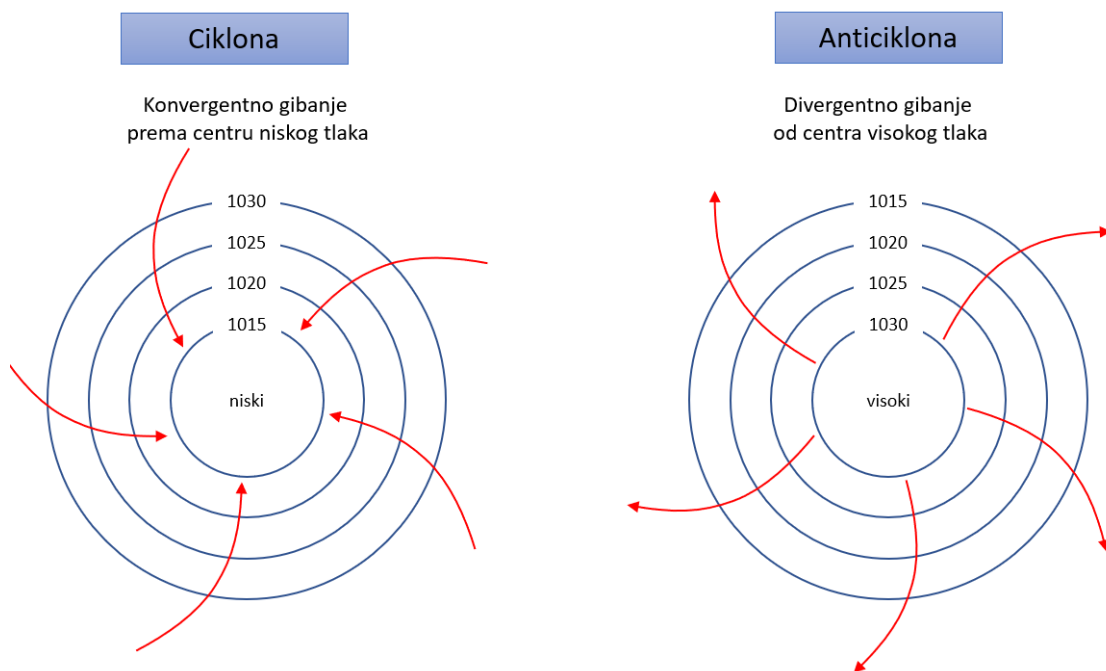 Ciklona
Konvergentno gibanje
prema centru niskog tlaka
1030
1025
1020
1015
niski
Anticiklona
Divergentno gibanje
od centra visokog tlaka
1015
1020
1025
1030
visoki